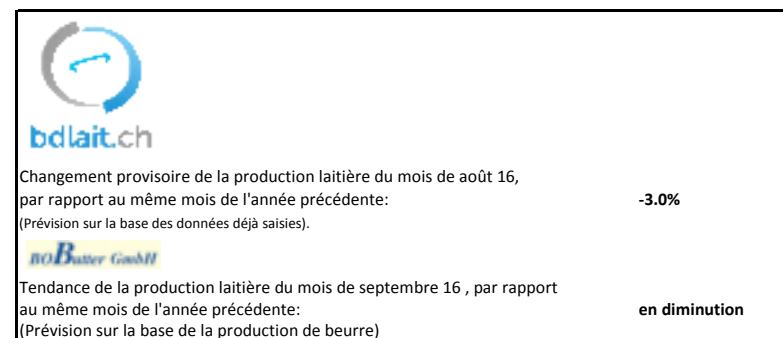 bdlait.ch
Changement provisoire de la production laitière du mois de août 16,
par rapport au même mois de l'année précédente: -3.0%
(Prévision sur la base des données déjà saisies).
BOButter GmbH
Tendance de la production laitière du mois de septembre 16 , par rapport
au même mois de l'année précédente: en diminution
(Prévision sur la base de la production de beurre)